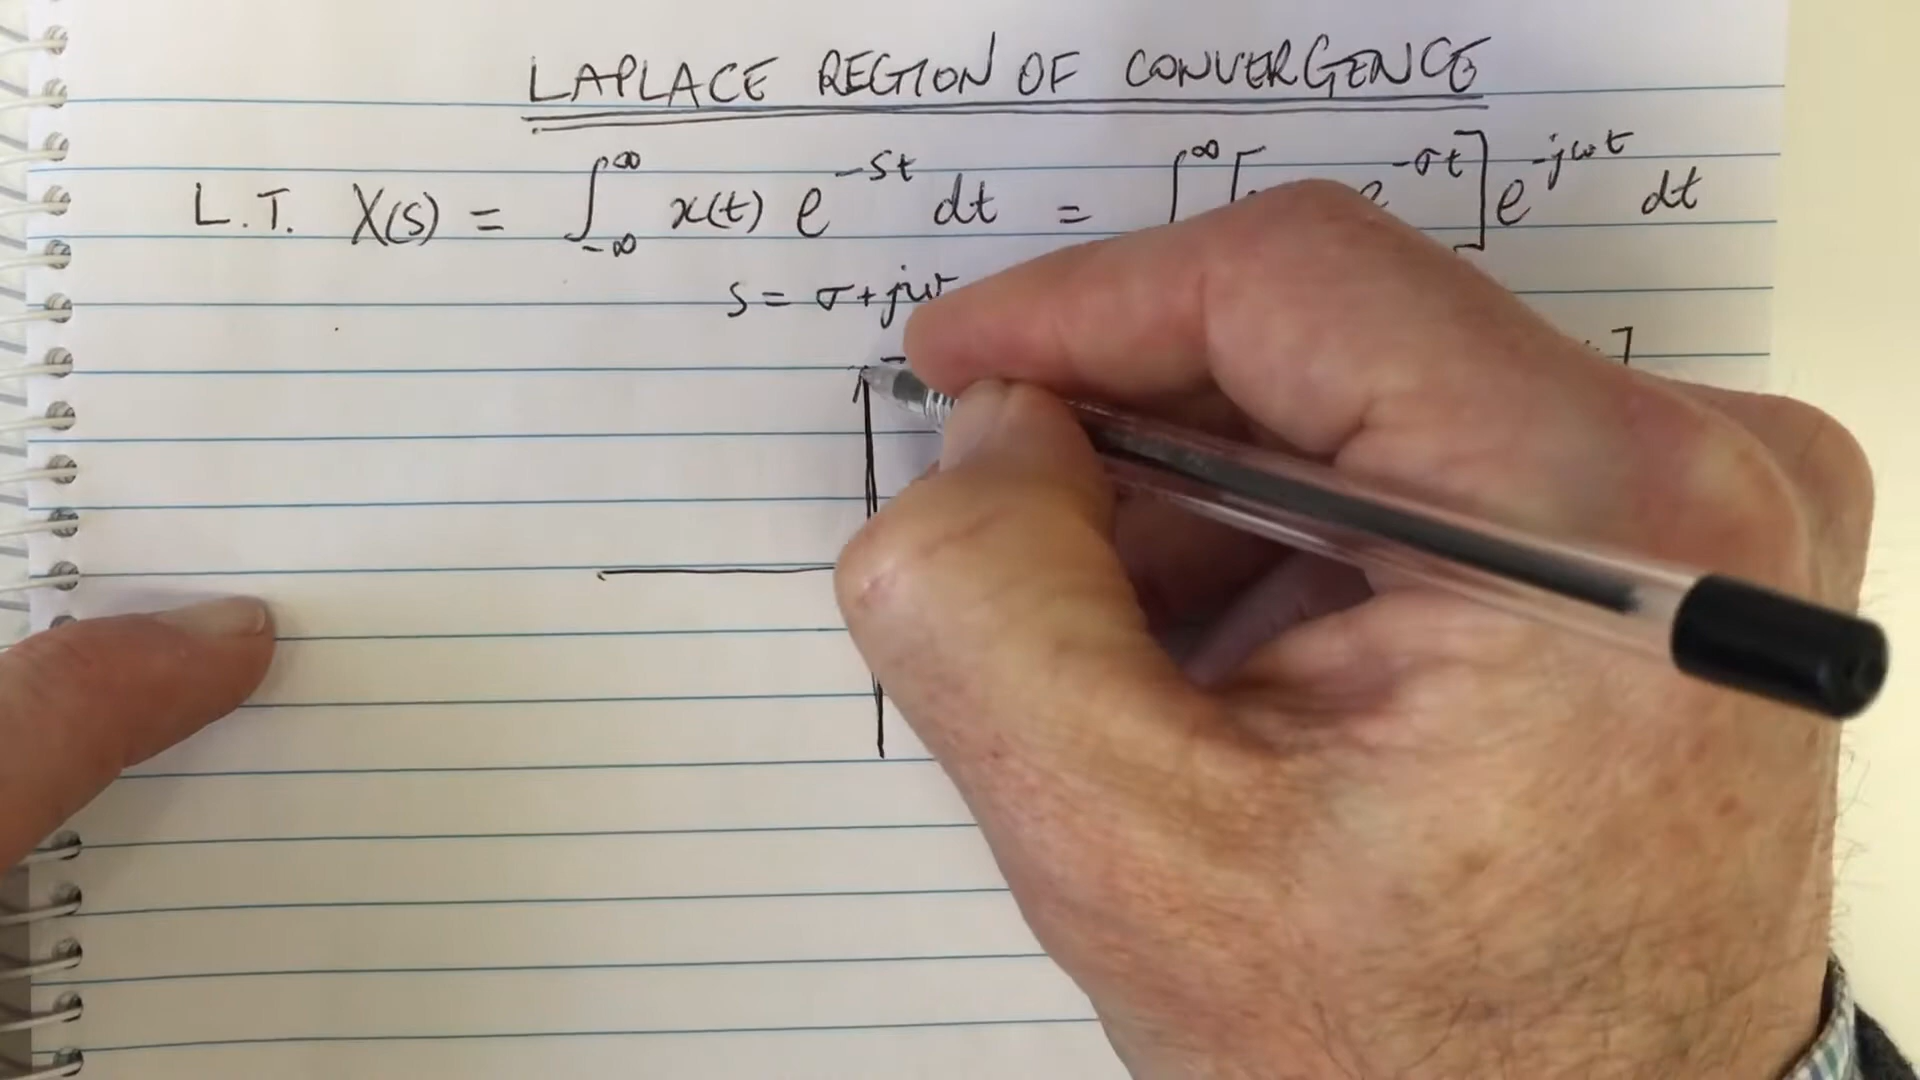 LAPLACE REGION OF CONVERGENCE
L.T. X(s) = ∫_{-∞}^{∞} x(t) e^{-st} dt = ∫^{∞} [ e^{-σt} ] e^{-jωt} dt
s = σ+jω